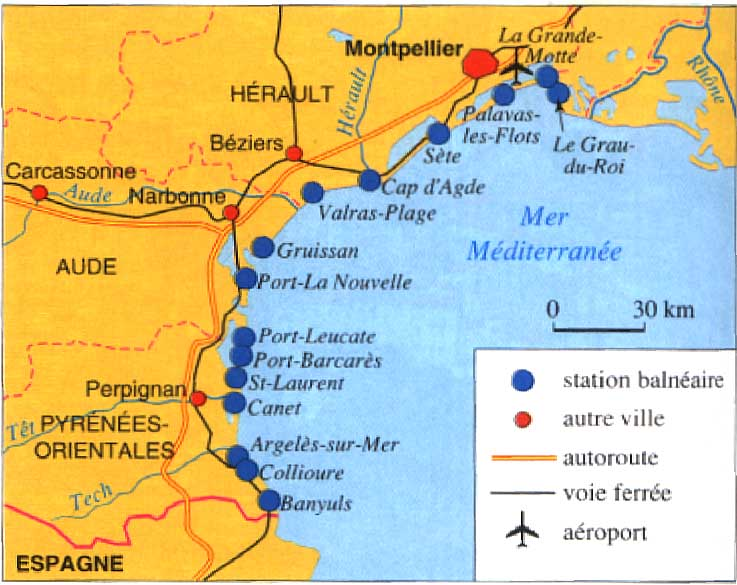 La Grande-
Motte
Montpellier
Rhône
HÉRAULT
Hérault
Palavas-
les-Flots
Le Grau-
du-Roi
Béziers
Sète
Carcassonne
Aude
Narbonne
Cap d'Agde
Valras-Plage
Mer
Méditerranée
Gruissan
AUDE
Port-La Nouvelle
0 30 km
Port-Leucate
Port-Barcarès
St-Laurent
Perpignan
Canet
Têt
PYRÉNÉES-
ORIENTALES
Argelès-sur-Mer
Collioure
Tech
Banyuls
ESPAGNE
station balnéaire
autre ville
autoroute
voie ferrée
aéroport